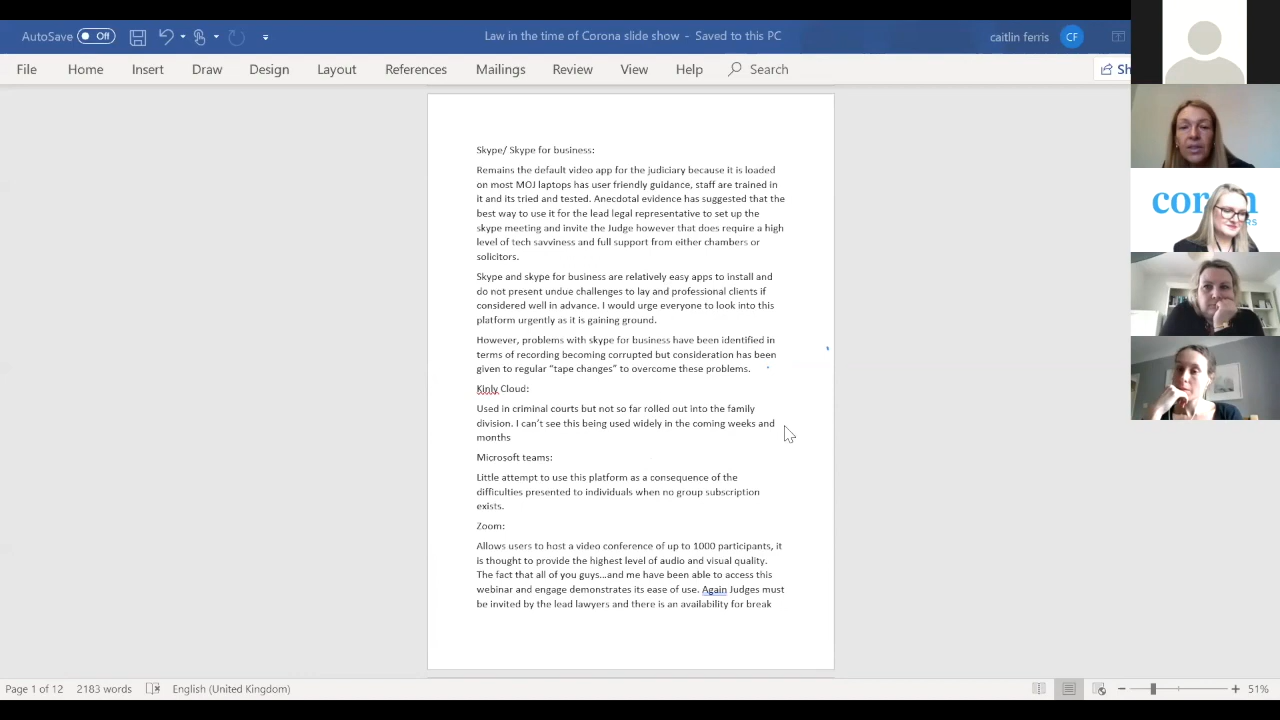 AutoSave Off
Law in the time of Corona slide show - Saved to this PC
caitlin ferris CF
File Home Insert Draw Design Layout References Mailings Review View Help Search Sh
Skype/ Skype for business:
Remains the default video app for the judiciary because it is loaded
on most MOJ laptops has user friendly guidance, staff are trained in
it and its tried and tested. Anecdotal evidence has suggested that the
best way to use it for the lead legal representative to set up the
skype meeting and invite the Judge however that does require a high
level of tech savviness and full support from either chambers or
solicitors.
Skype and skype for business are relatively easy apps to install and
do not present undue challenges to lay and professional clients if
considered well in advance. I would urge everyone to look into this
platform urgently as it is gaining ground.
However, problems with skype for business have been identified in
terms of recording becoming corrupted but consideration has been
given to regular “tape changes” to overcome these problems.
Kinly Cloud:
Used in criminal courts but not so far rolled out into the family
division. I can’t see this being used widely in the coming weeks and
months
Microsoft teams:
Little attempt to use this platform as a consequence of the
difficulties presented to individuals when no group subscription
exists.
Zoom:
Allows users to host a video conference of up to 1000 participants, it
is thought to provide the highest level of audio and visual quality.
The fact that all of you guys…and me have been able to access this
webinar and engage demonstrates its ease of use. Again Judges must
be invited by the lead lawyers and there is an availability for break
Page 1 of 12 2183 words English (United Kingdom) 51%